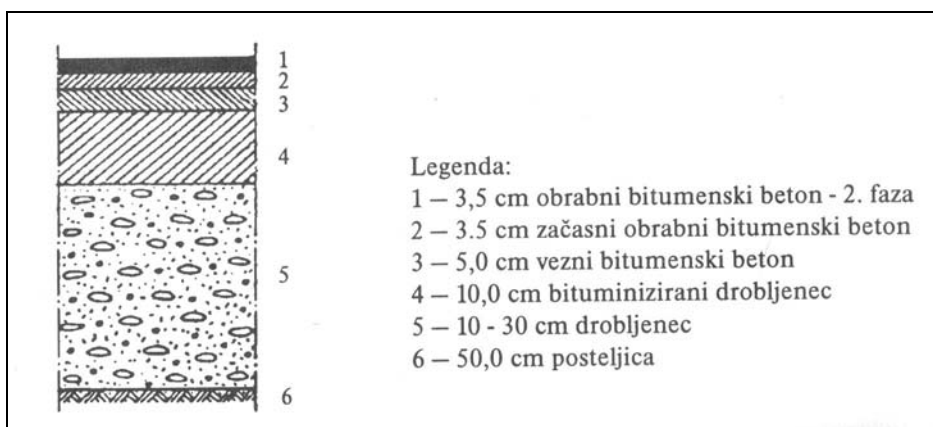 1
2
3
4
5
6
Legenda:
1 – 3,5 cm obrabni bitumenski beton - 2. faza
2 – 3.5 cm začasni obrabni bitumenski beton
3 – 5,0 cm vezni bitumenski beton
4 – 10,0 cm bituminizirani drobljenec
5 – 10 - 30 cm drobljenec
6 – 50,0 cm posteljica